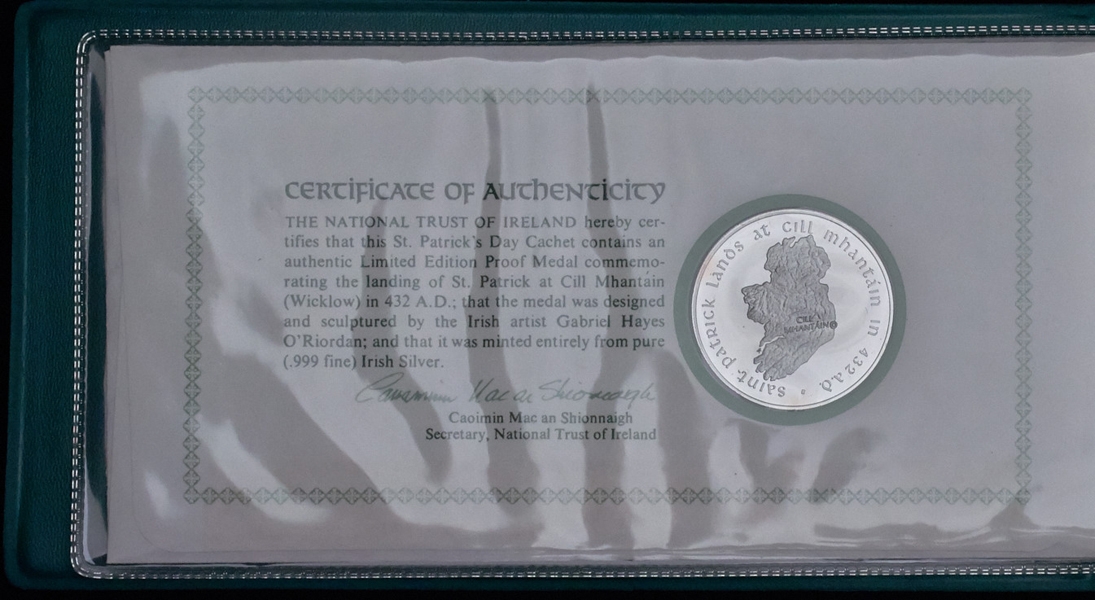 CERTIFICATE OF AUTHENTICITY
THE NATIONAL TRUST OF IRELAND hereby cer-
tifies that this St. Patrick's Day Cachet contains an
authentic Limited Edition Proof Medal commemo-
rating the landing of St. Patrick at Cill Mhantáin
(Wicklow) in 432 A.D.; that the medal was designed
and sculptured by the Irish artist Gabriel Hayes
O'Riordan; and that it was minted entirely from pure
(.999 fine) Irish Silver.
Caoimin Mac an Shionnaigh
Caoimin Mac an Shionnaigh
Secretary, National Trust of Ireland
saint patrick lands at cill mhantáin in 432 a.d.
CILL
MHANTÁIN